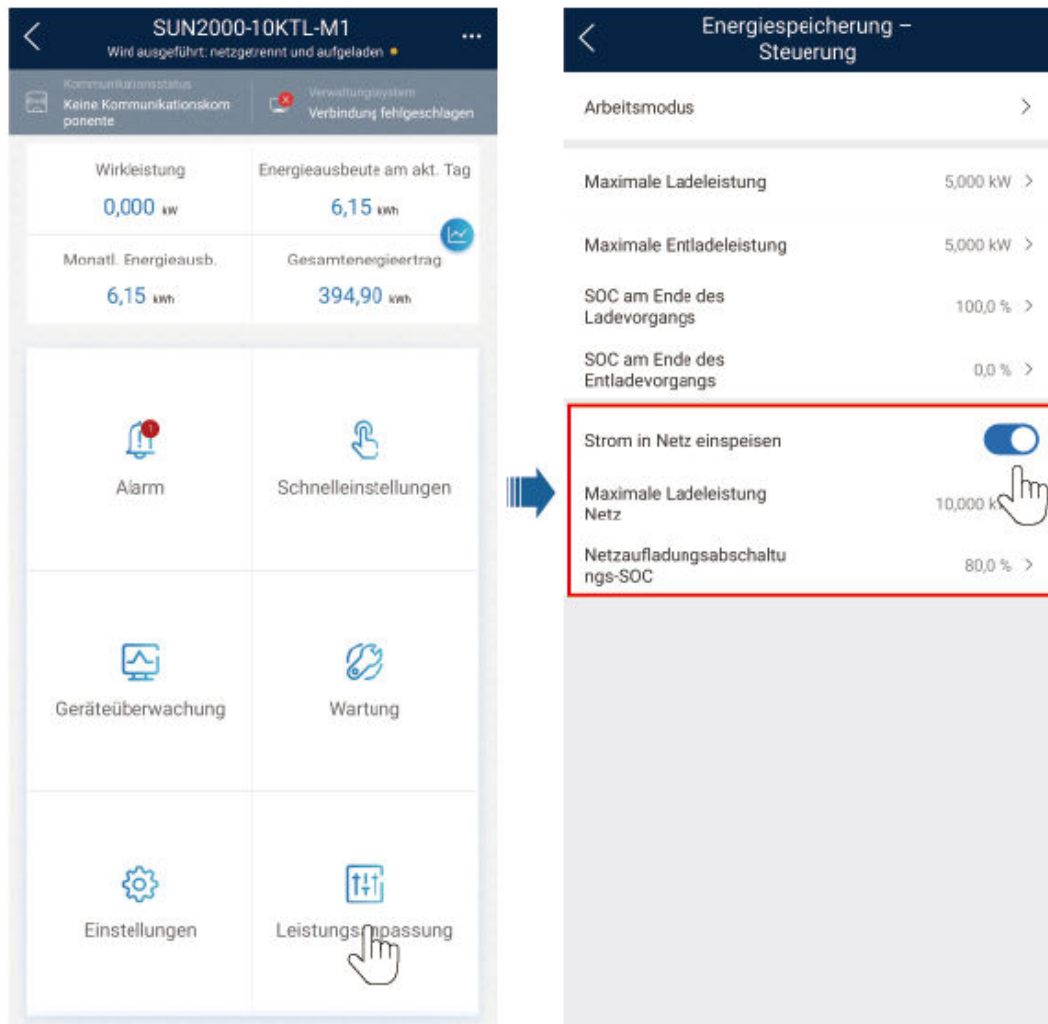 SUN2000-10KTL-M1
Wird ausgeführt: netzgetrennt und aufgeladen
Kommunikationsstatus
Keine Kommunikationskom
ponente
Verwaltungssystem
Verbindung fehlgeschlagen
Wirkleistung
0,000 kW
Energieausbeute am akt. Tag
6,15 kWh
Monatl. Energieausb.
6,15 kWh
Gesamtenergieertrag
394,90 kWh
Alarm
1
Schnelleinstellungen
Geräteüberwachung
Wartung
Einstellungen
Leistungsanpassung
Energiespeicherung –
Steuerung
Arbeitsmodus
Maximale Ladeleistung
5,000 kW
Maximale Entladeleistung
5,000 kW
SOC am Ende des
Ladevorgangs
100,0 %
SOC am Ende des
Entladevorgangs
0,0 %
Strom in Netz einspeisen
Maximale Ladeleistung
Netz
10,000
Netzaufladungsabschaltu
ngs-SOC
80,0 %